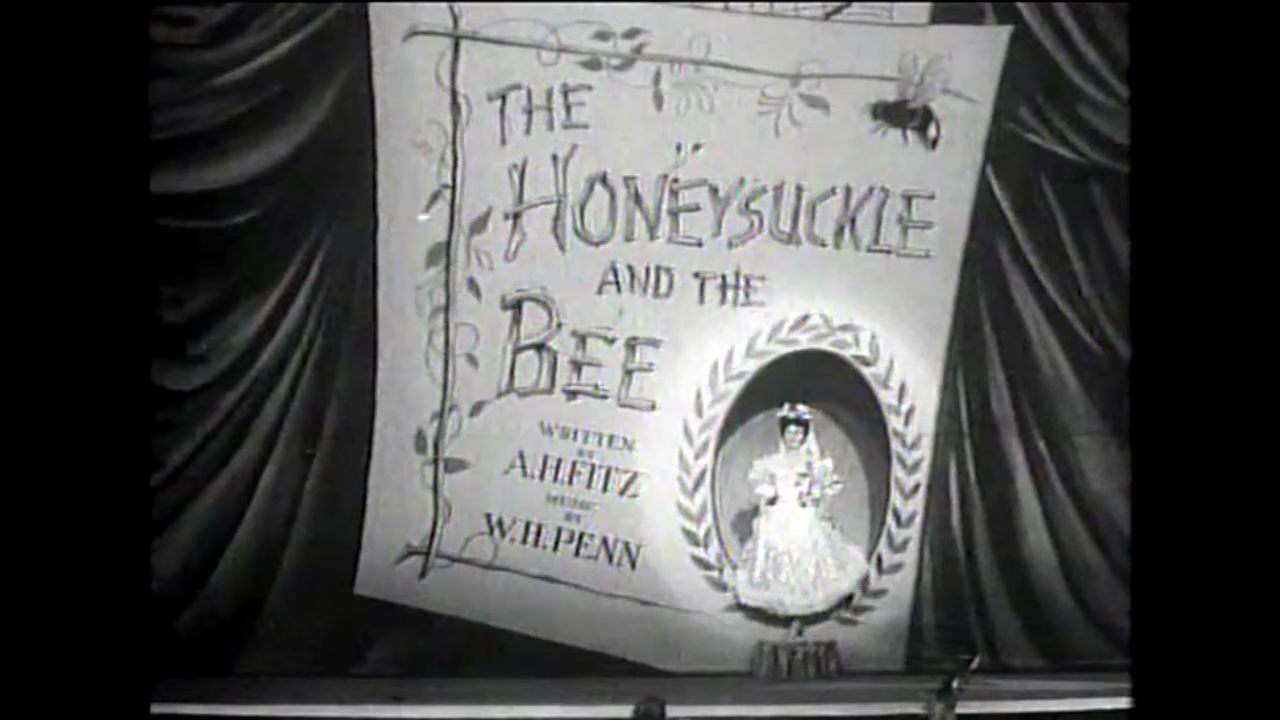 THE
HONEYSUCKLE
AND THE
BEE
WRITTEN
BY
A.H.FITZ
MUSIC
BY
W.H.PENN